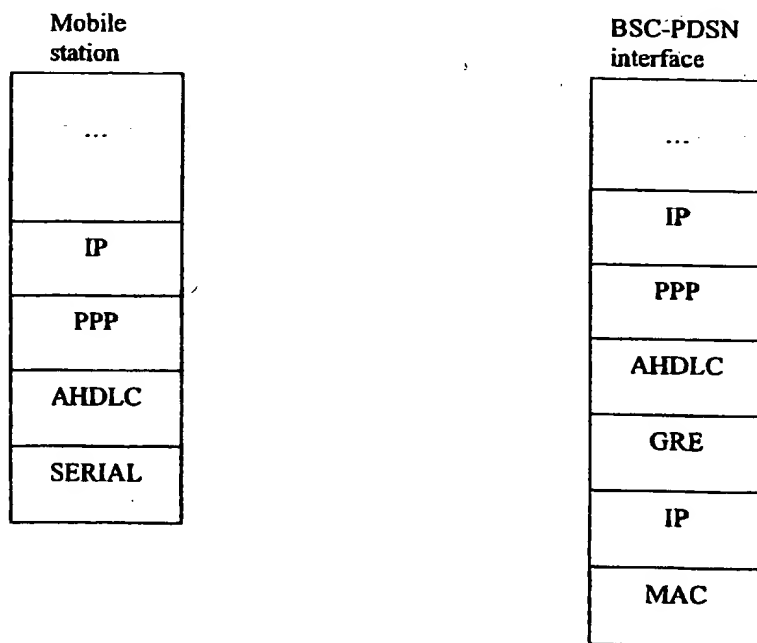 Mobile
station
...
IP
PPP
AHDLC
SERIAL
BSC-PDSN
interface
...
IP
PPP
AHDLC
GRE
IP
MAC